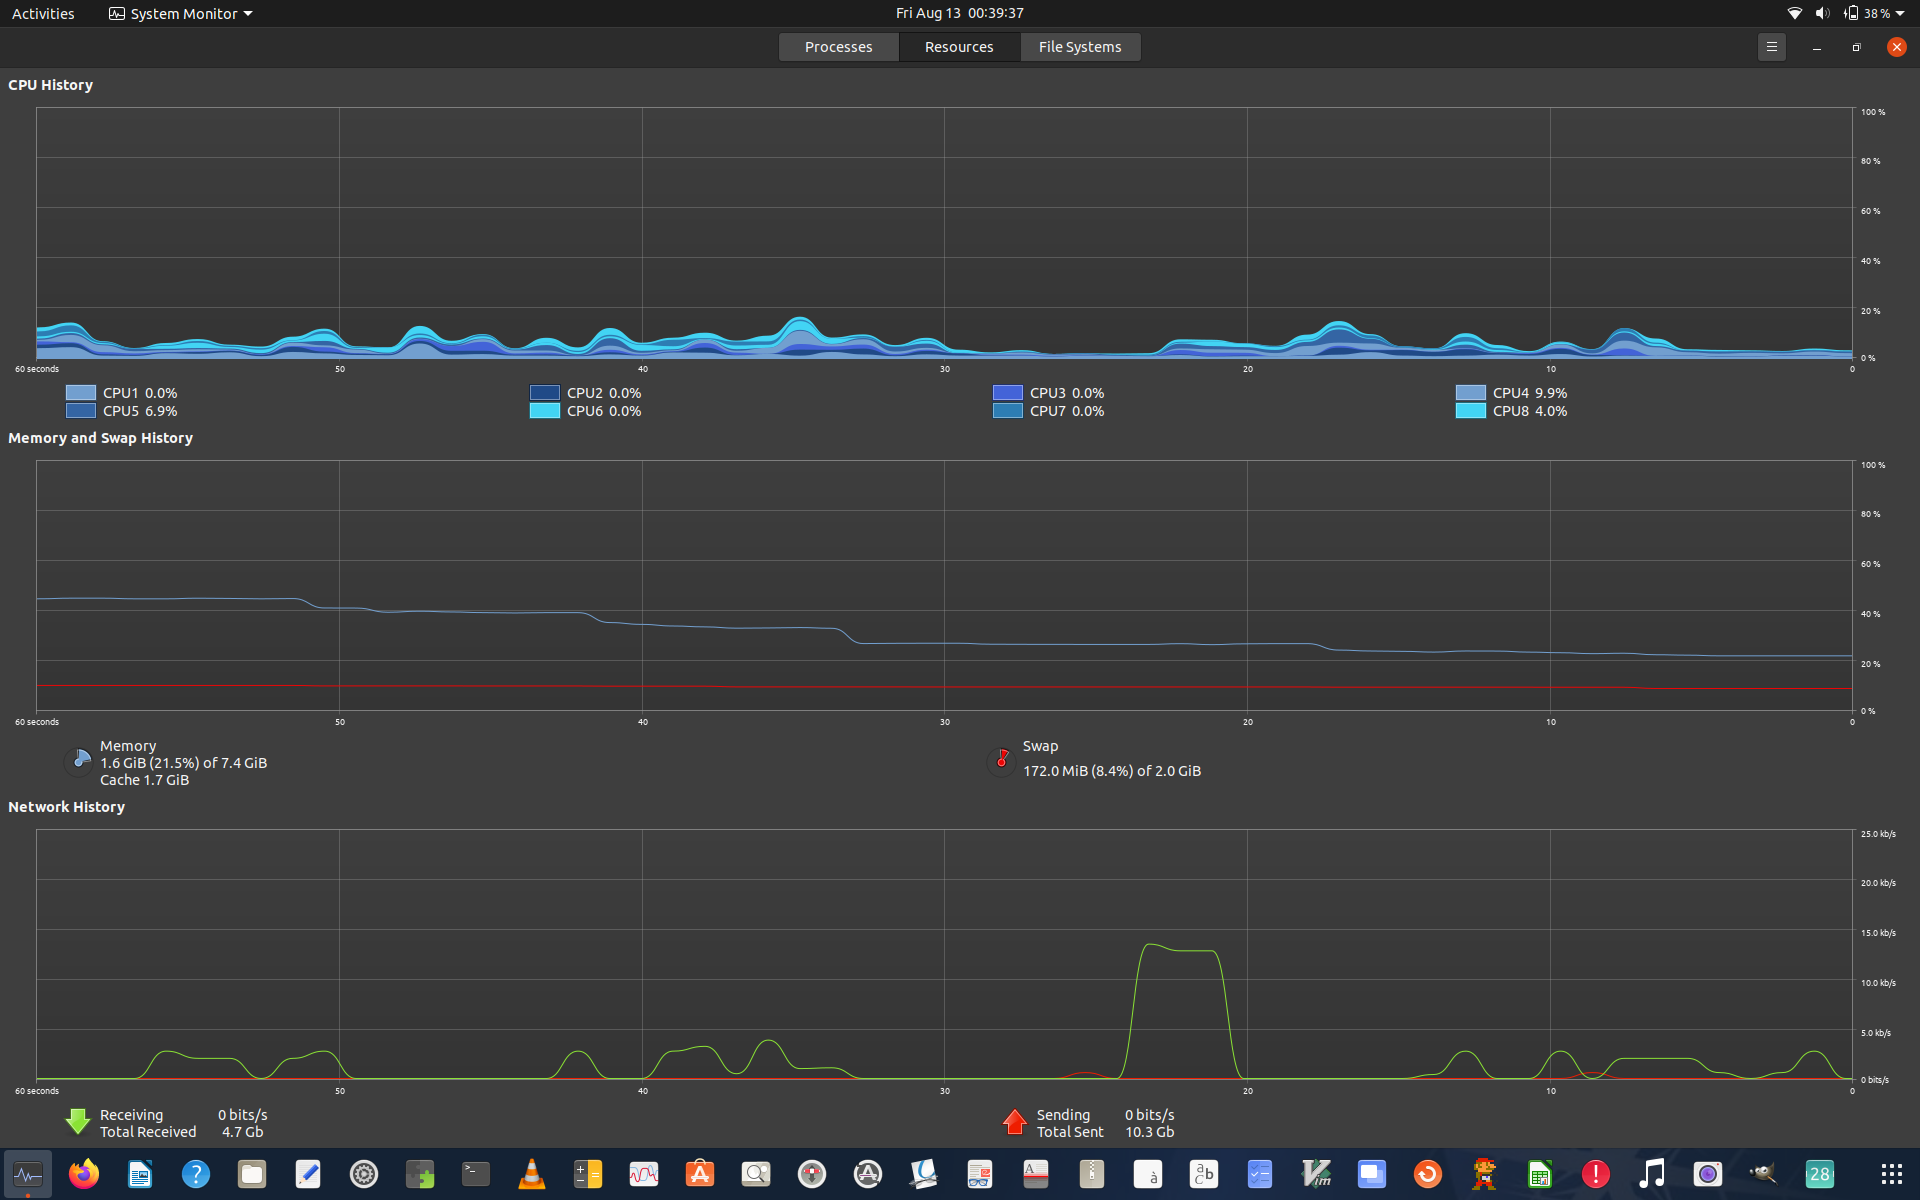 Activities System Monitor Fri Aug 13 00:39:37 38 %
Processes Resources File Systems
CPU History
100 %
80 %
60 %
40 %
20 %
0 %
60 seconds 50 40 30 20 10 0
CPU1 0.0% CPU2 0.0% CPU3 0.0% CPU4 9.9%
CPU5 6.9% CPU6 0.0% CPU7 0.0% CPU8 4.0%
Memory and Swap History
100 %
80 %
60 %
40 %
20 %
0 %
60 seconds 50 40 30 20 10 0
Memory Swap
1.6 GiB (21.5%) of 7.4 GiB 172.0 MiB (8.4%) of 2.0 GiB
Cache 1.7 GiB
Network History
25.0 kb/s
20.0 kb/s
15.0 kb/s
10.0 kb/s
5.0 kb/s
0 bits/s
60 seconds 50 40 30 20 10 0
Receiving 0 bits/s Sending 0 bits/s
Total Received 4.7 Gb Total Sent 10.3 Gb
? >_ A à a b c Vim ! 28